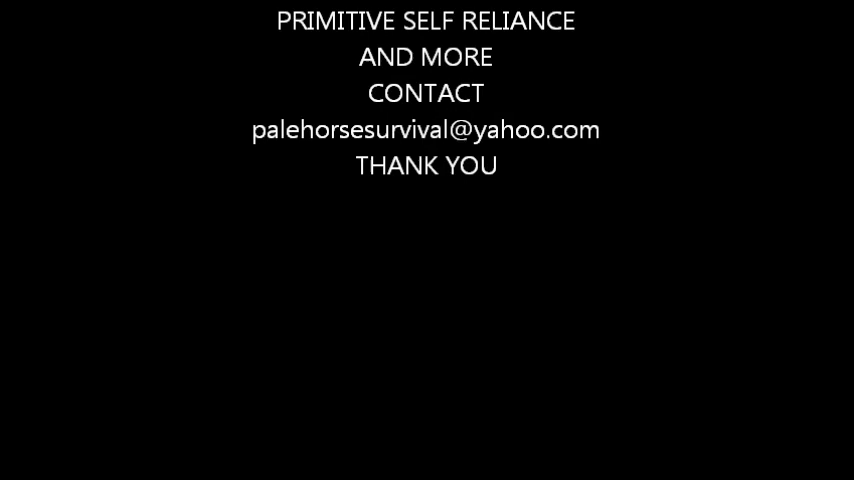 PRIMITIVE SELF RELIANCE
AND MORE
CONTACT
palehorsesurvival@yahoo.com
THANK YOU